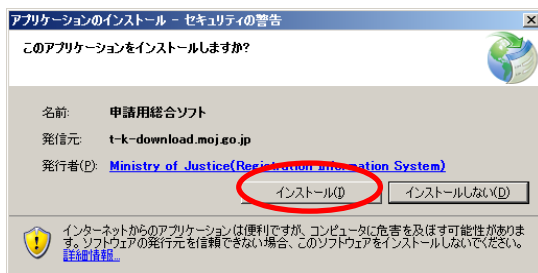 アプリケーションのインストール - セキュリティの警告
このアプリケーションをインストールしますか?
名前: 申請用総合ソフト
発信元: t-k-download.moj.go.jp
発行者(P): Ministry of Justice(Registration Information System)
インストール(I) インストールしない(D)
インターネットからのアプリケーションは便利ですが、コンピュータに危害を及ぼす可能性がありま
す。ソフトウェアの発行元を信頼できない場合、このソフトウェアをインストールしないでください。
詳細情報...